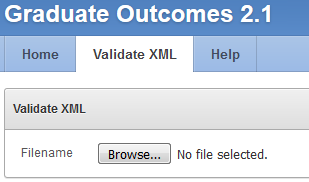 Graduate Outcomes 2.1
Home Validate XML Help
Validate XML
Filename Browse... No file selected.